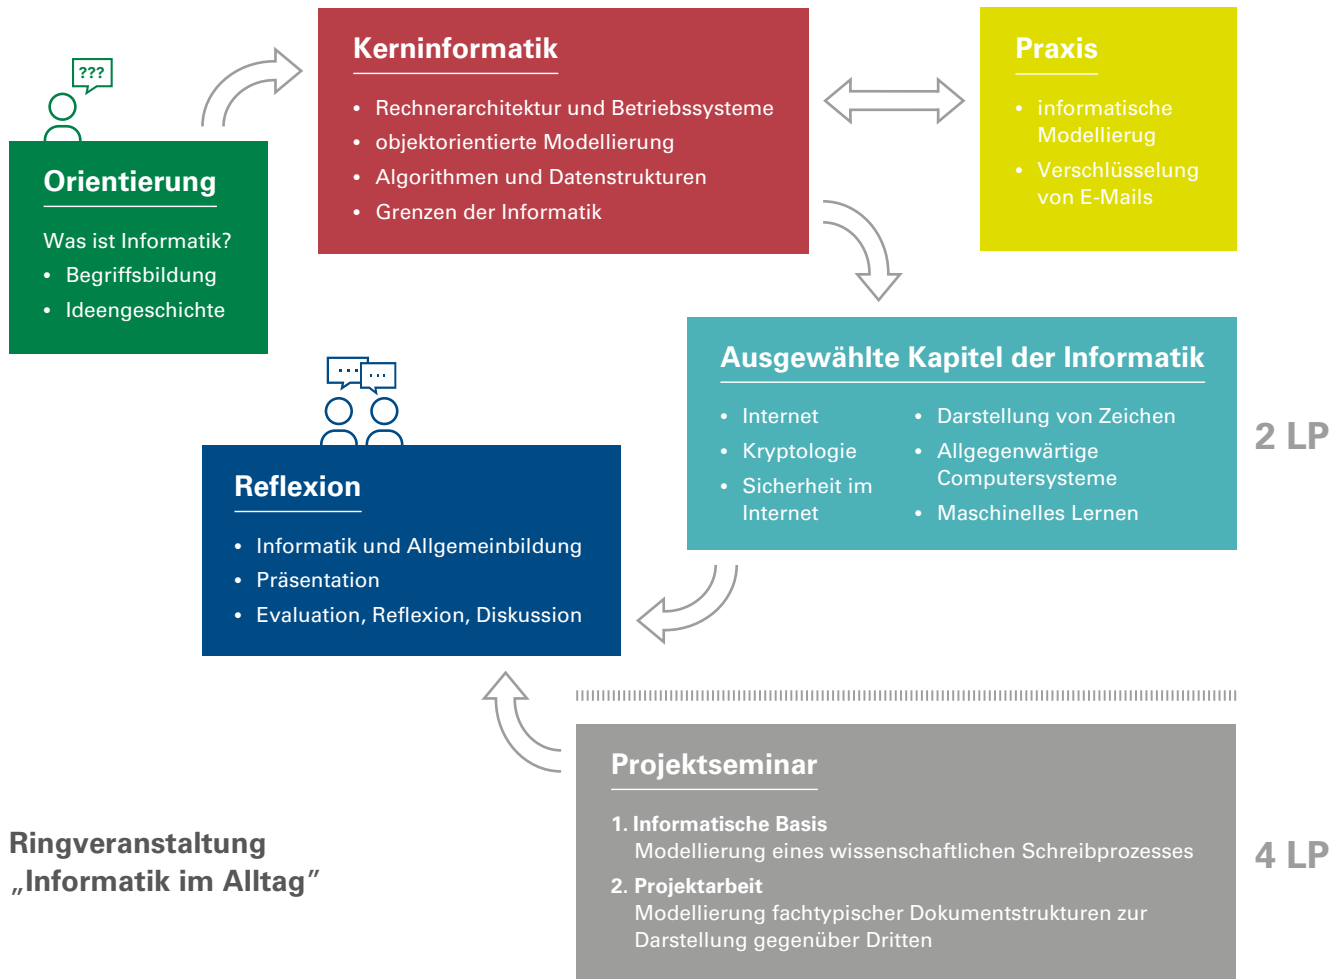 ???
Orientierung
Was ist Informatik?
• Begriffsbildung
• Ideengeschichte
Kerninformatik
• Rechnerarchitektur und Betriebssysteme
• objektorientierte Modellierung
• Algorithmen und Datenstrukturen
• Grenzen der Informatik
Praxis
• informatische
Modellierug
• Verschlüsselung
von E-Mails
Ausgewählte Kapitel der Informatik
• Internet
• Kryptologie
• Sicherheit im
Internet
• Darstellung von Zeichen
• Allgegenwärtige
Computersysteme
• Maschinelles Lernen
2 LP
... ...
Reflexion
• Informatik und Allgemeinbildung
• Präsentation
• Evaluation, Reflexion, Diskussion
Projektseminar
1. Informatische Basis
Modellierung eines wissenschaftlichen Schreibprozesses
2. Projektarbeit
Modellierung fachtypischer Dokumentstrukturen zur
Darstellung gegenüber Dritten
4 LP
Ringveranstaltung
„Informatik im Alltag“